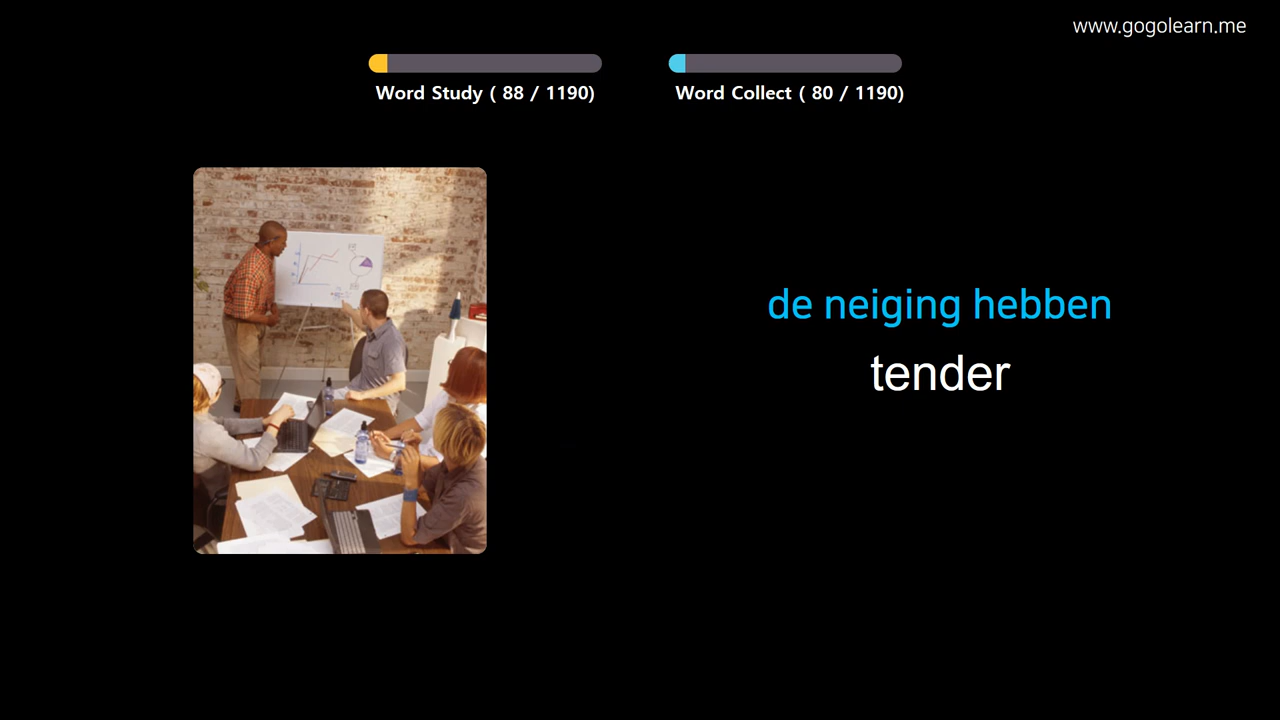 www.gogolearn.me
Word Study ( 88 / 1190)
Word Collect ( 80 / 1190)
de neiging hebben
tender